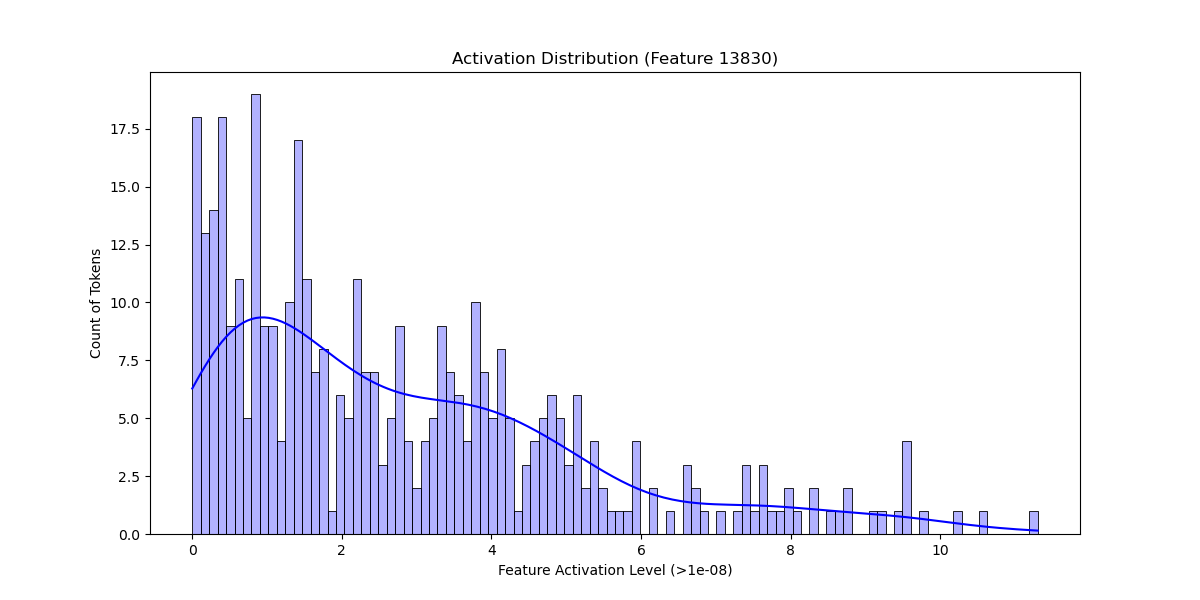 Activation Distribution (Feature 13830)
Count of Tokens
17.5
15.0
12.5
10.0
7.5
5.0
2.5
0.0
0 2 4 6 8 10
Feature Activation Level (>1e-08)